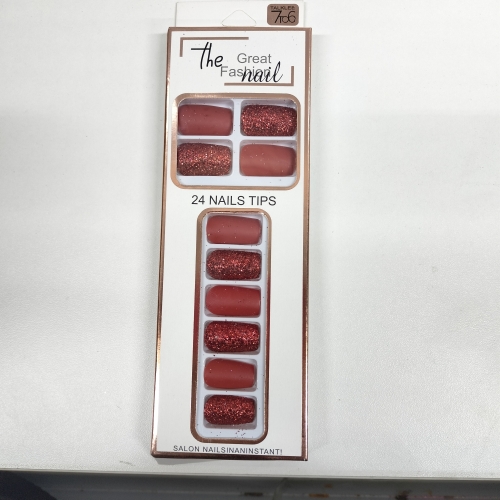 7TO6
the Great
Fashion nail
24 NAILS TIPS
SALON NAILSINANINSTANT!